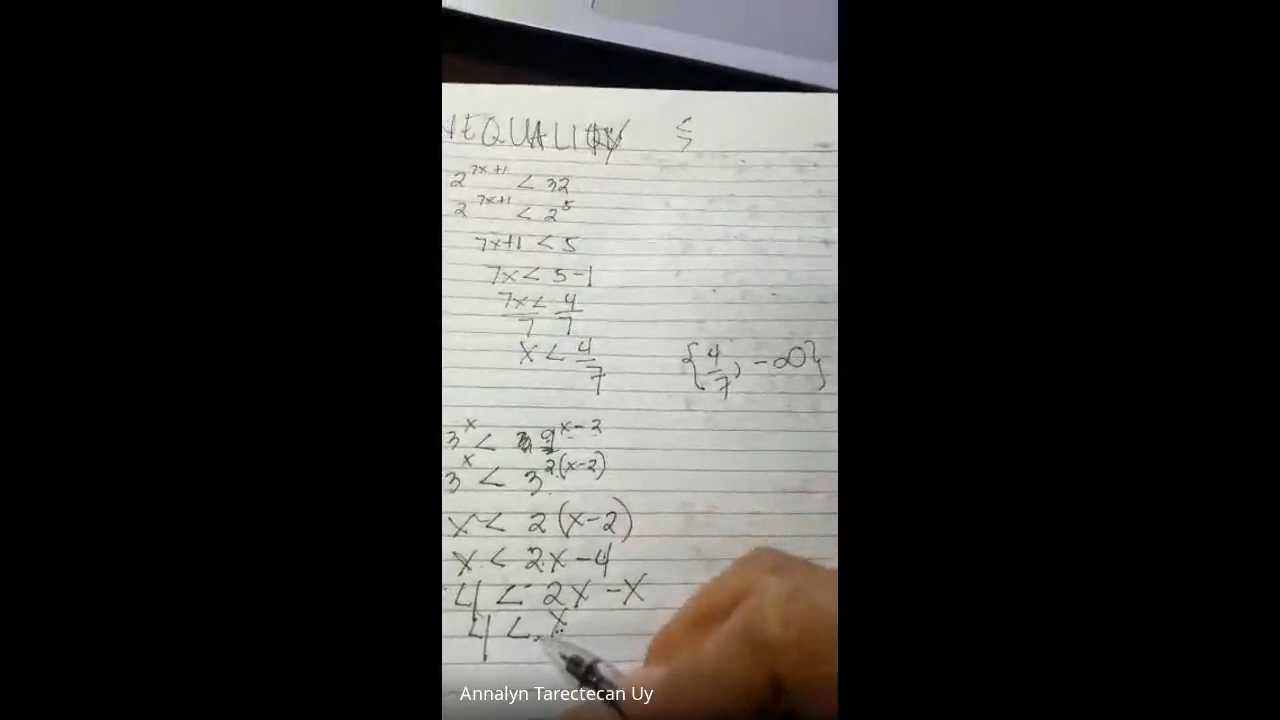 NEQUALITY ≤
2^{7x+1} < 32
2^{7x+1} < 2^5
7x+1 < 5
7x < 5-1
7x/7 < 4/7
x < 4/7 {4/7, -∞}
3^x < 9^{x-2}
3^x < 3^{2(x-2)}
x < 2(x-2)
x < 2x-4
4 < 2x-x
4 < x
Annalyn Tarectecan Uy